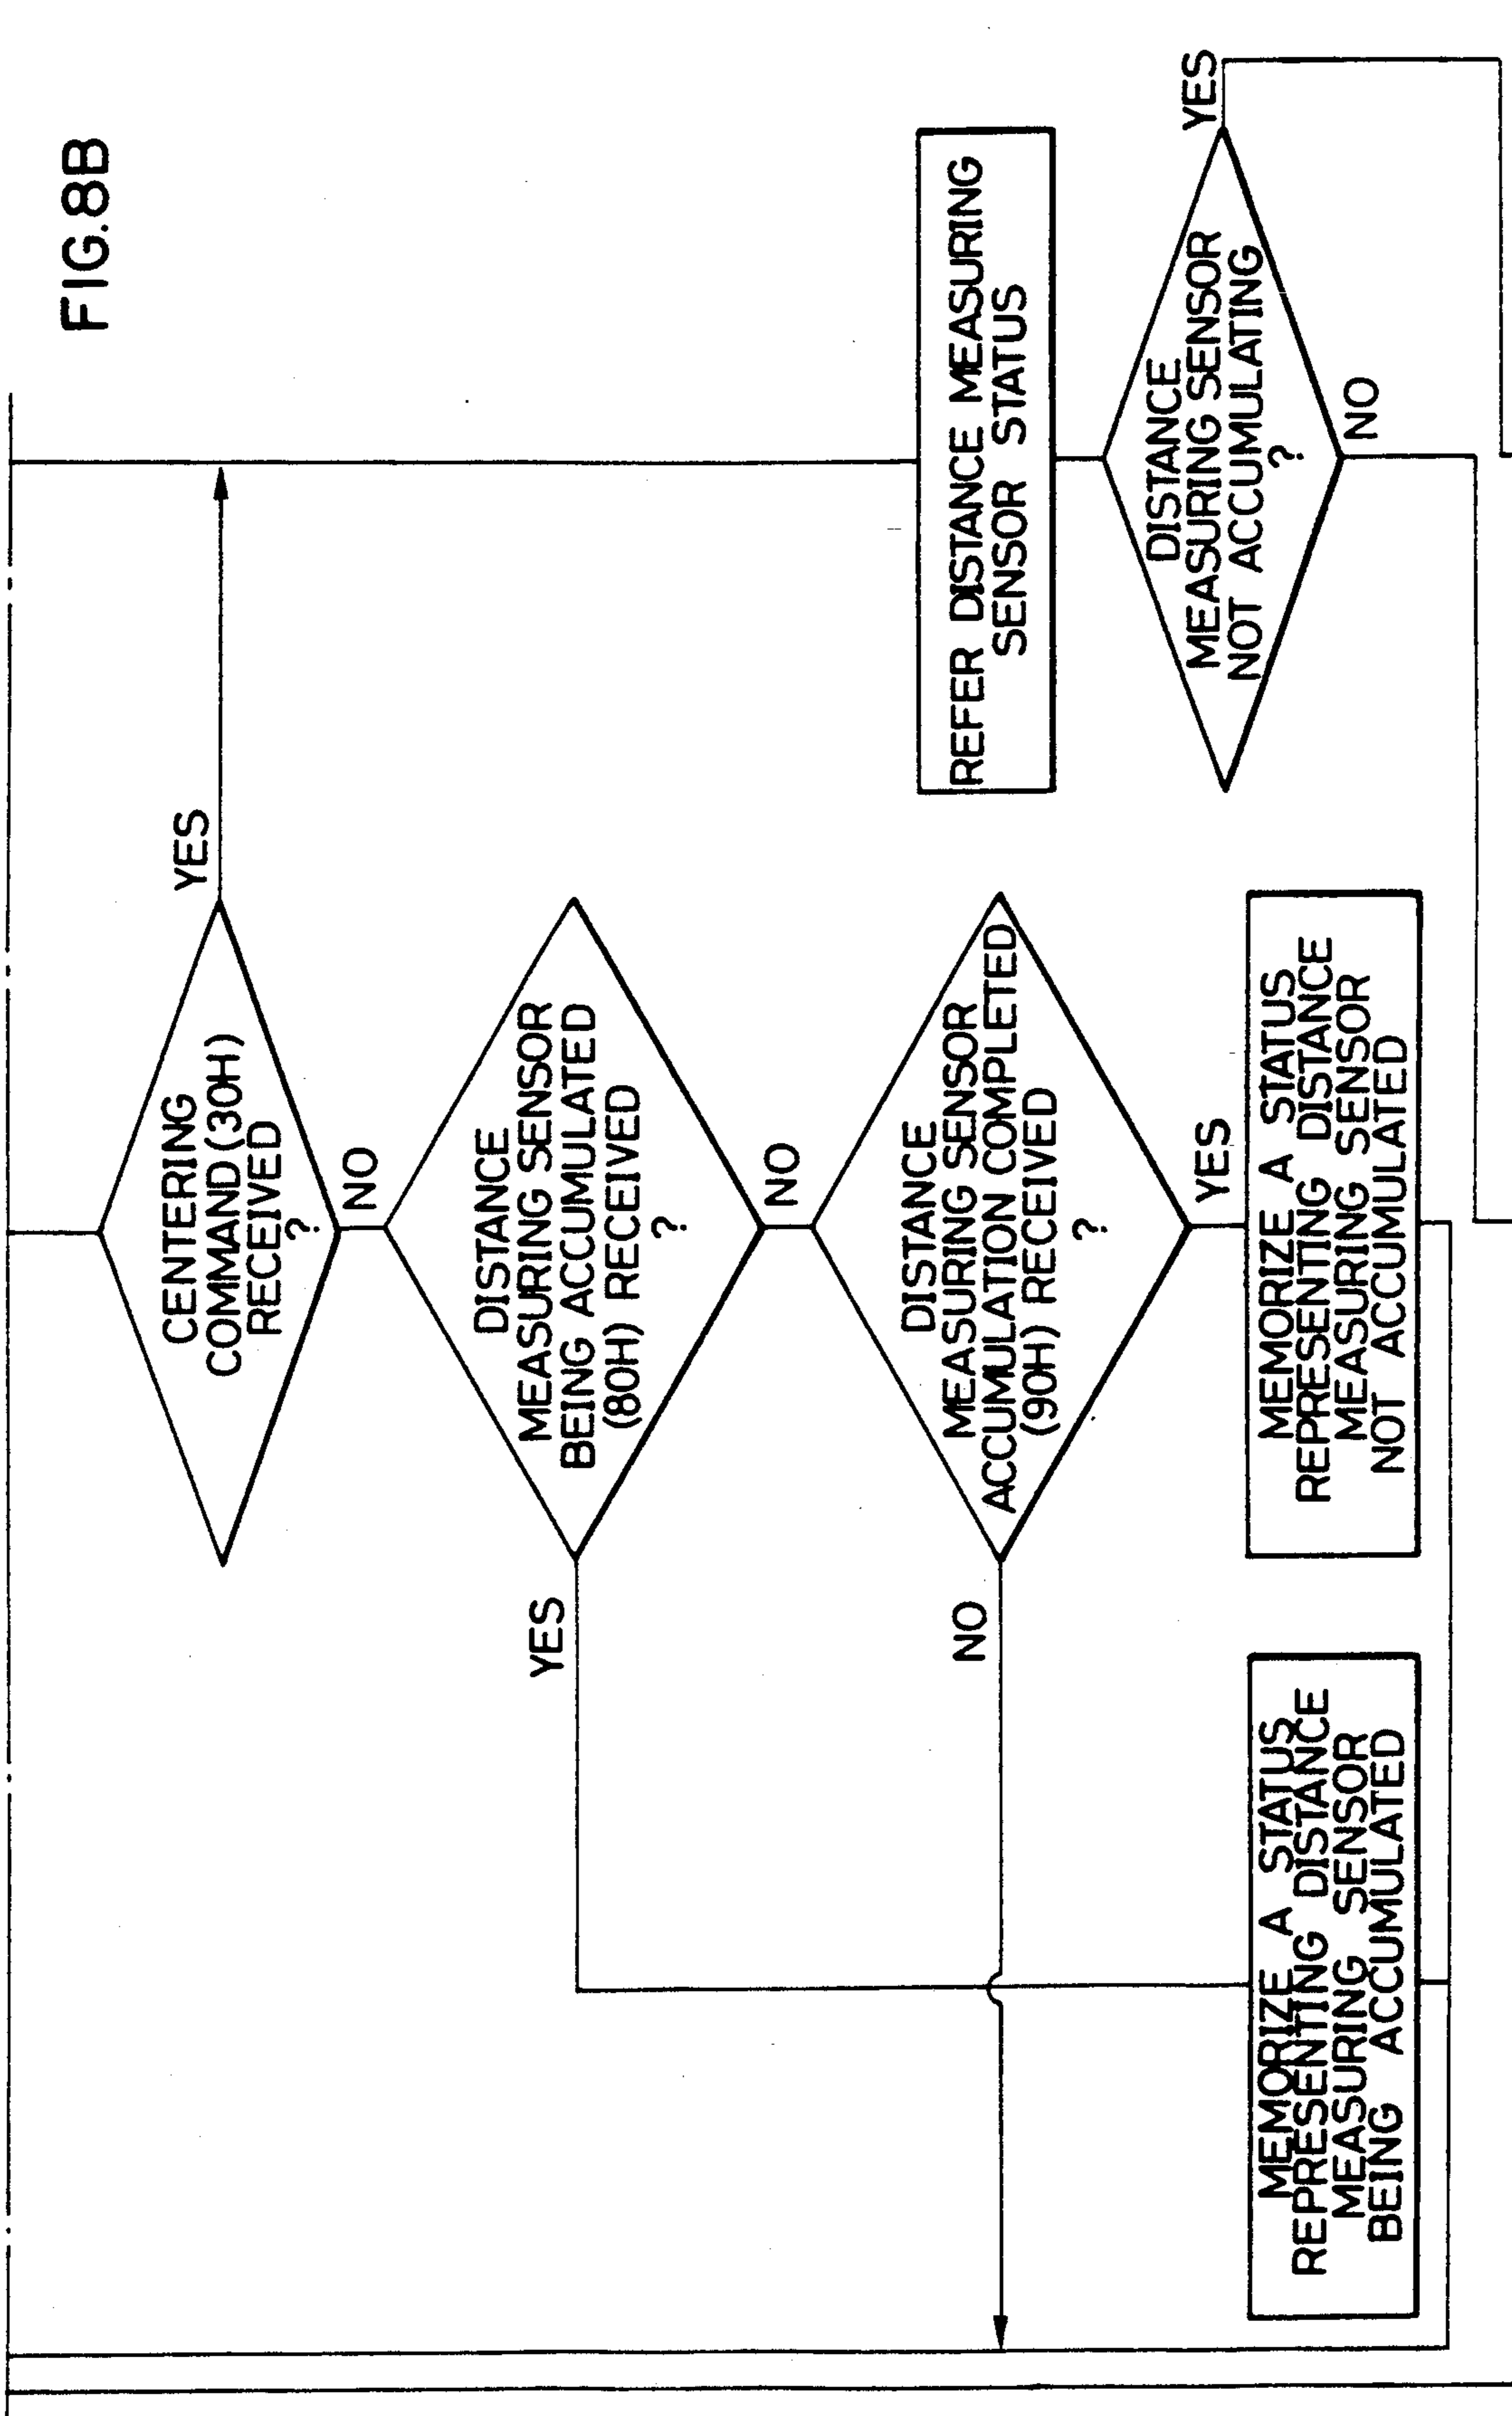 FIG.8B
CENTERING
COMMAND (30H)
RECEIVED
?
YES
NO
DISTANCE
MEASURING SENSOR
BEING ACCUMULATED
(80H) RECEIVED
?
YES
NO
DISTANCE
MEASURING SENSOR
ACCUMULATION COMPLETED
(90H) RECEIVED
?
NO
YES
MEMORIZE A STATUS
REPRESENTING DISTANCE
MEASURING SENSOR
BEING ACCUMULATED
MEMORIZE A STATUS
REPRESENTING DISTANCE
MEASURING SENSOR
NOT ACCUMULATED
REFER DISTANCE MEASURING
SENSOR STATUS
DISTANCE
MEASURING SENSOR
NOT ACCUMULATING
?
YES
NO